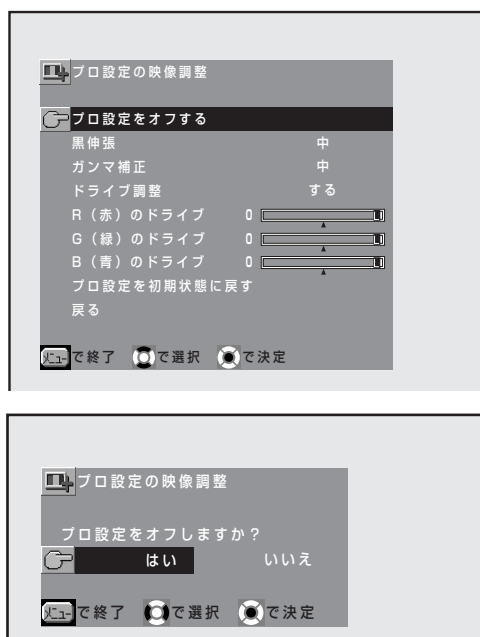 プロ設定の映像調整
プロ設定をオフする
黒伸張 中
ガンマ補正 中
ドライブ調整 する
R（赤）のドライブ 0
G（緑）のドライブ 0
B（青）のドライブ 0
プロ設定を初期状態に戻す
戻る
メニューで終了 で選択 で決定
プロ設定の映像調整
プロ設定をオフしますか？
はい いいえ
メニューで終了 で選択 で決定